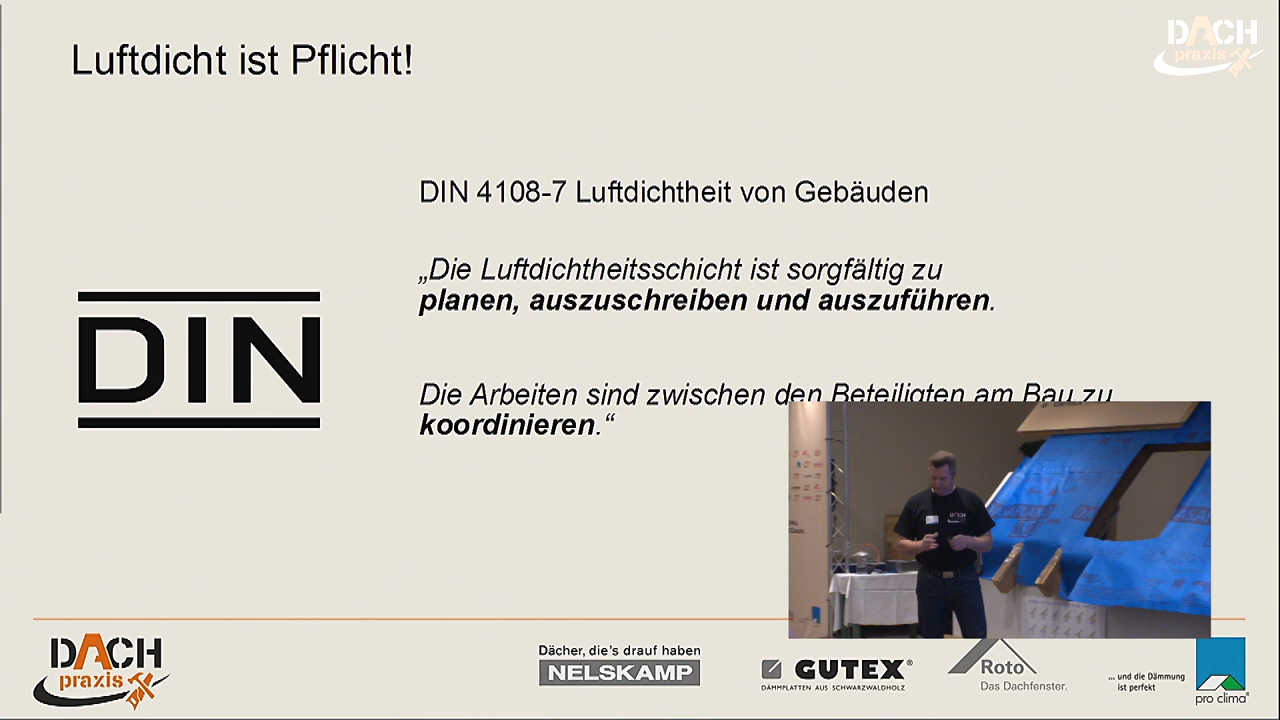 Luftdicht ist Pflicht!
DACH
praxis
DIN 4108-7 Luftdichtheit von Gebäuden
„Die Luftdichtheitsschicht ist sorgfältig zu
planen, auszuschreiben und auszuführen.
DIN
Die Arbeiten sind zwischen den Beteiligten am Bau zu
koordinieren.“
DACH
DACH
praxis
Dächer, die's drauf haben
NELSKAMP
GUTEX®
DÄMMPLATTEN AUS SCHWARZWALDHOLZ
Roto
Das Dachfenster.
... und die Dämmung
ist perfekt
pro clima®